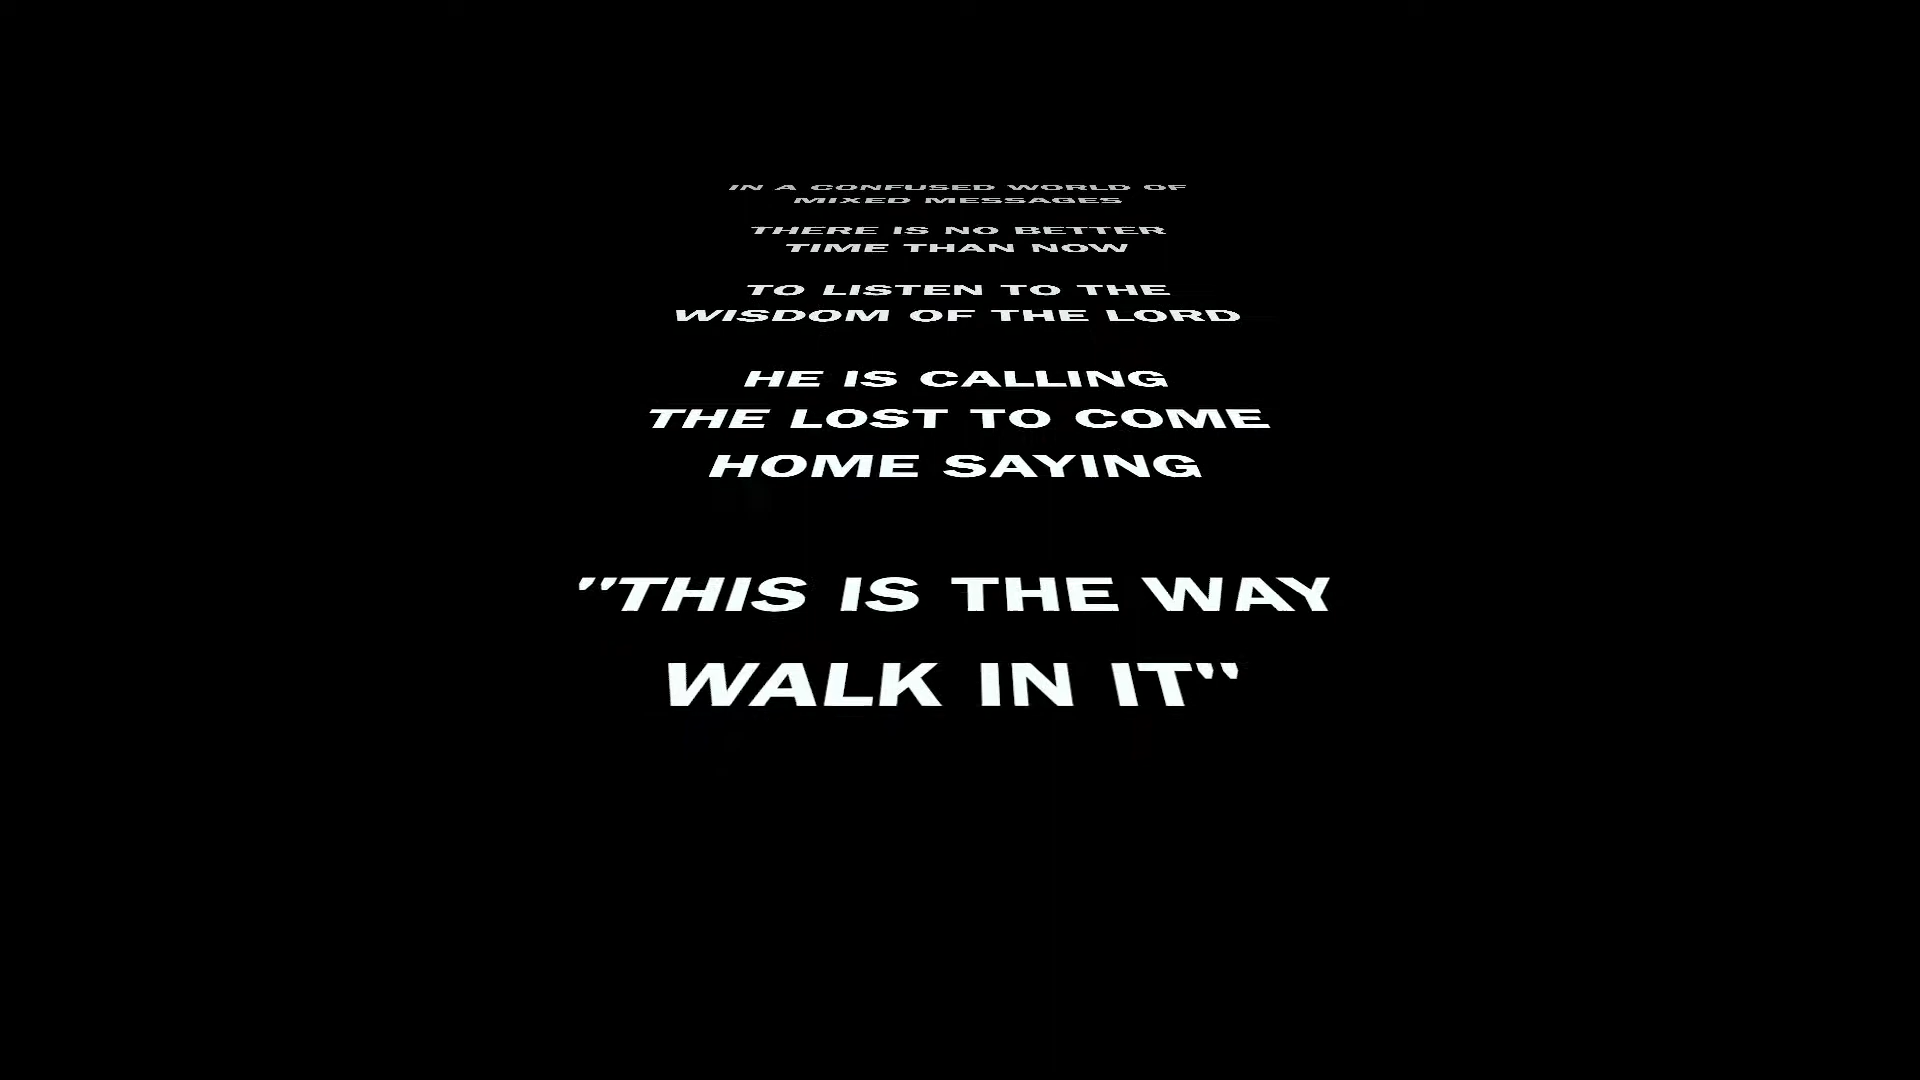 IN A CONFUSED WORLD OF
MIXED MESSAGES
THERE IS NO BETTER
TIME THAN NOW
TO LISTEN TO THE
WISDOM OF THE LORD
HE IS CALLING
THE LOST TO COME
HOME SAYING
"THIS IS THE WAY
WALK IN IT"